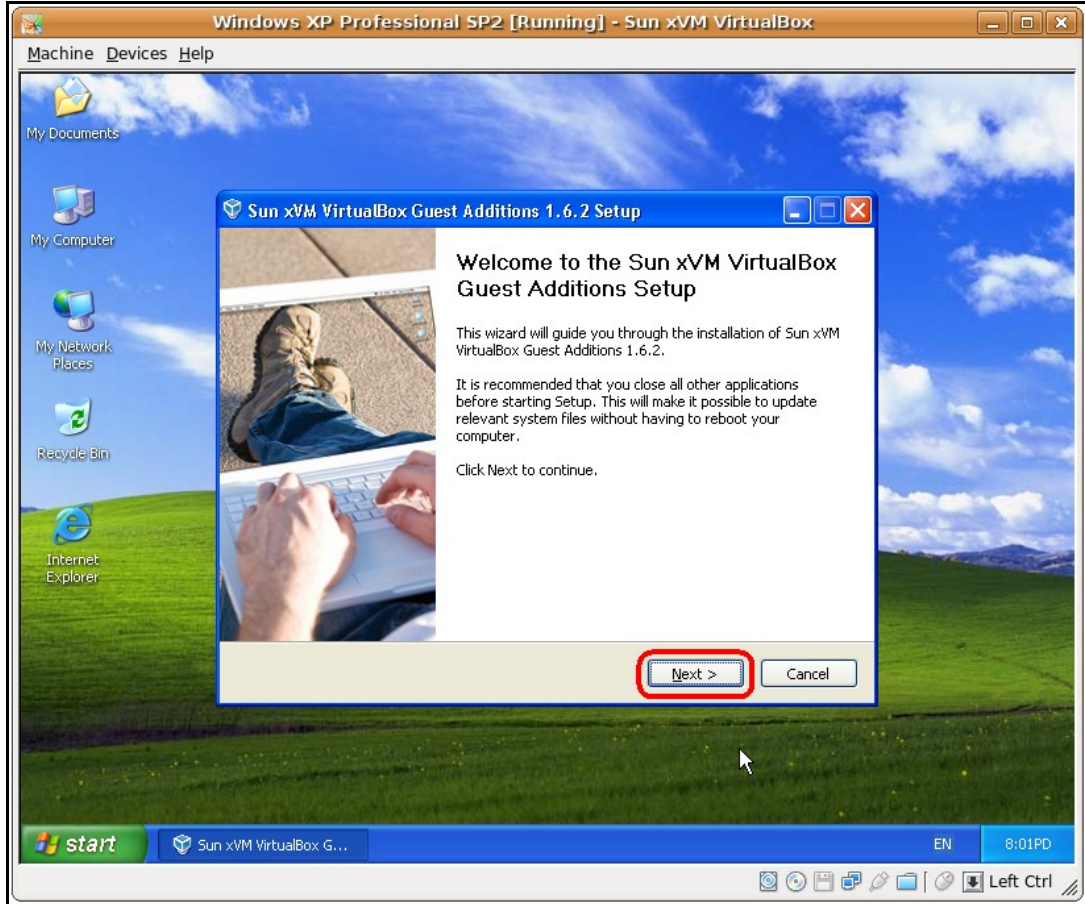 Windows XP Professional SP2 [Running] - Sun xVM VirtualBox
Machine Devices Help
My Documents
My Computer
My Network
Places
Recycle Bin
Internet
Explorer
Sun xVM VirtualBox Guest Additions 1.6.2 Setup
Welcome to the Sun xVM VirtualBox
Guest Additions Setup
This wizard will guide you through the installation of Sun xVM
VirtualBox Guest Additions 1.6.2.
It is recommended that you close all other applications
before starting Setup. This will make it possible to update
relevant system files without having to reboot your
computer.
Click Next to continue.
Next >
Cancel
start
Sun xVM VirtualBox G...
EN
8:01PD
Left Ctrl